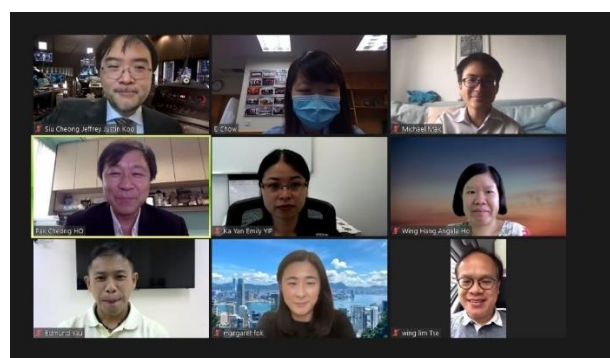 Siu Cheong Jeffrey Justin Koo
E Chow
Michael Mak
Fai Cheong HO
Ka Yan Emily YIP
Wing Hang Angela Ho
Edmund Yau
margaret fok
wing lim Tse